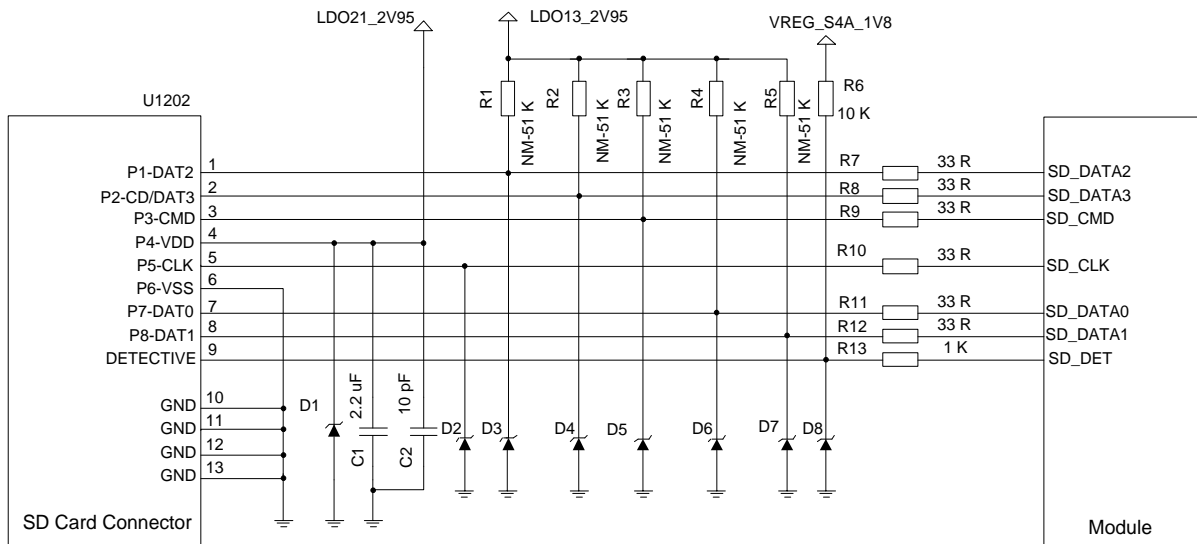 LDO21_2V95
LDO13_2V95
VREG_S4A_1V8
U1202
R1
NM-51 K
R2
NM-51 K
R3
NM-51 K
R4
NM-51 K
R5
NM-51 K
R6
10 K
P1-DAT2 1 R7 33 R SD_DATA2
P2-CD/DAT3 2 R8 33 R SD_DATA3
P3-CMD 3 R9 33 R SD_CMD
P4-VDD 4
P5-CLK 5 R10 33 R SD_CLK
P6-VSS 6
P7-DAT0 7 R11 33 R SD_DATA0
P8-DAT1 8 R12 33 R SD_DATA1
DETECTIVE 9 R13 1 K SD_DET
GND 10
GND 11
GND 12
GND 13
D1
C1
2.2 uF
C2
10 pF
D2
D3
D4
D5
D6
D7
D8
SD Card Connector
Module